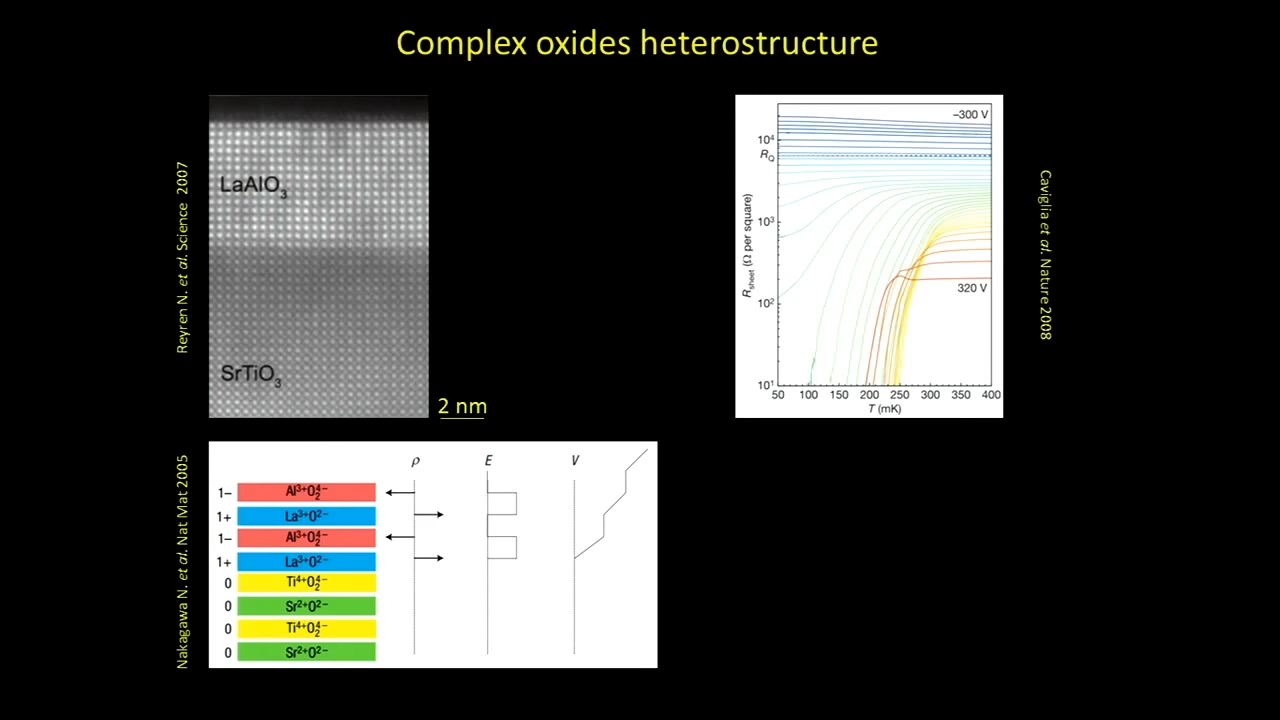 Complex oxides heterostructure
Reyren N. et al. Science 2007
LaAlO₃
SrTiO₃
2 nm
−300 V
10⁴
R_Q
10³
10²
10¹
R_sheet (Ω per square)
320 V
50 100 150 200 250 300 350 400
T (mK)
Caviglia et al. Nature 2008
Nakagawa N. et al. Nat Mat 2005
ρ E V
1− Al³⁺O₂⁴⁻
1+ La³⁺O²⁻
1− Al³⁺O₂⁴⁻
1+ La³⁺O²⁻
0 Ti⁴⁺O₂⁴⁻
0 Sr²⁺O²⁻
0 Ti⁴⁺O₂⁴⁻
0 Sr²⁺O²⁻